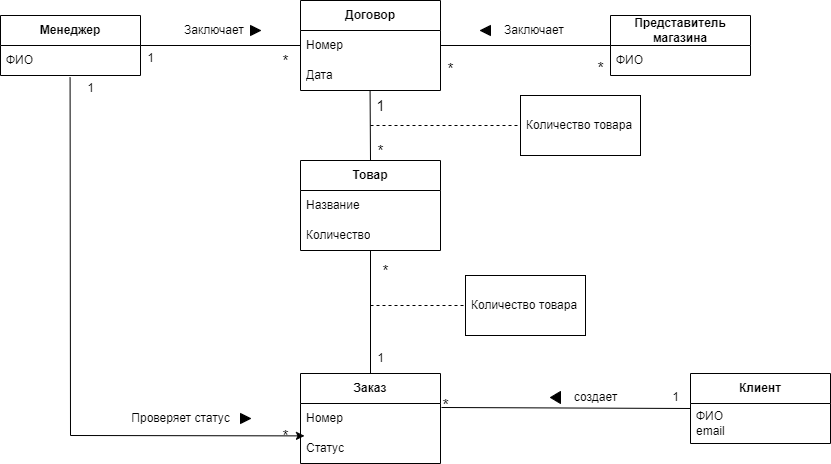 Менеджер
ФИО
Заключает
1
*
Договор
Номер
Дата
Заключает
*
*
Представитель
магазина
ФИО
1
1
Количество товара
*
Товар
Название
Количество
*
Количество товара
1
Заказ
Номер
Статус
Проверяет статус
*
*
создает
1
Клиент
ФИО
email